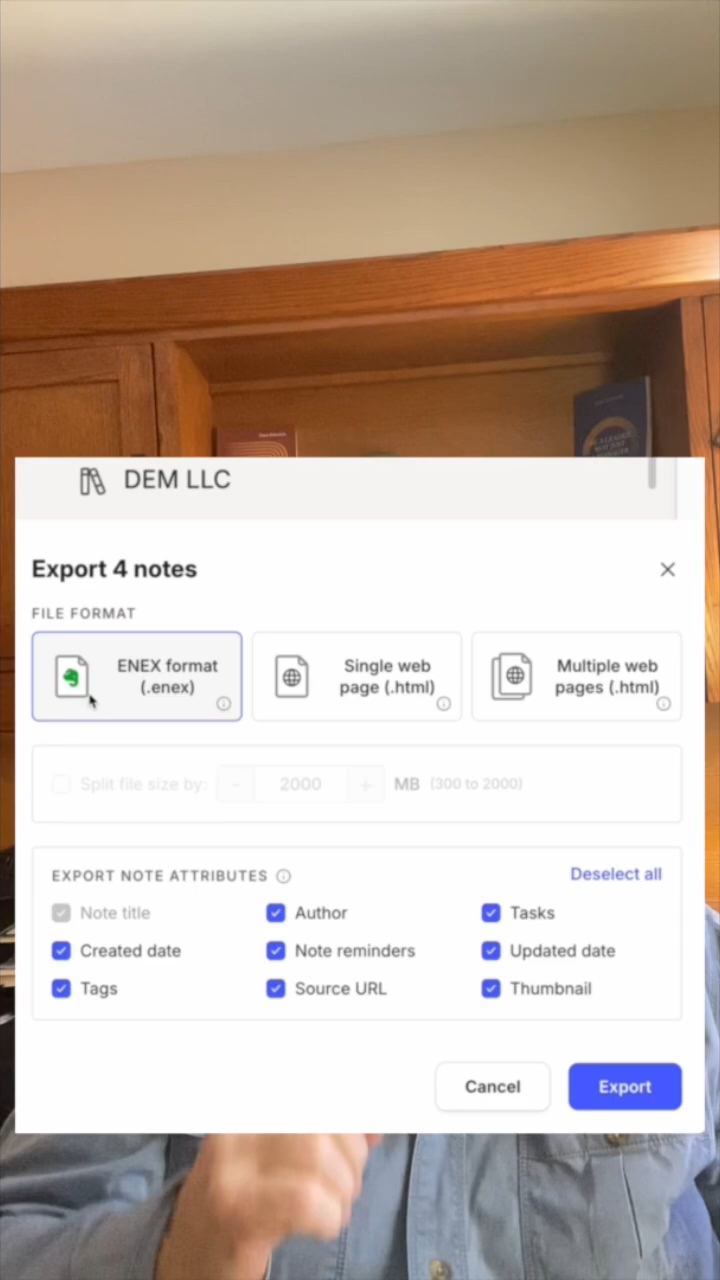 DEM LLC
Export 4 notes
FILE FORMAT
ENEX format
(.enex)
Single web
page (.html)
Multiple web
pages (.html)
Split file size by:
-
2000
+
MB
(300 to 2000)
EXPORT NOTE ATTRIBUTES
Deselect all
Note title
Author
Tasks
Created date
Note reminders
Updated date
Tags
Source URL
Thumbnail
Cancel
Export